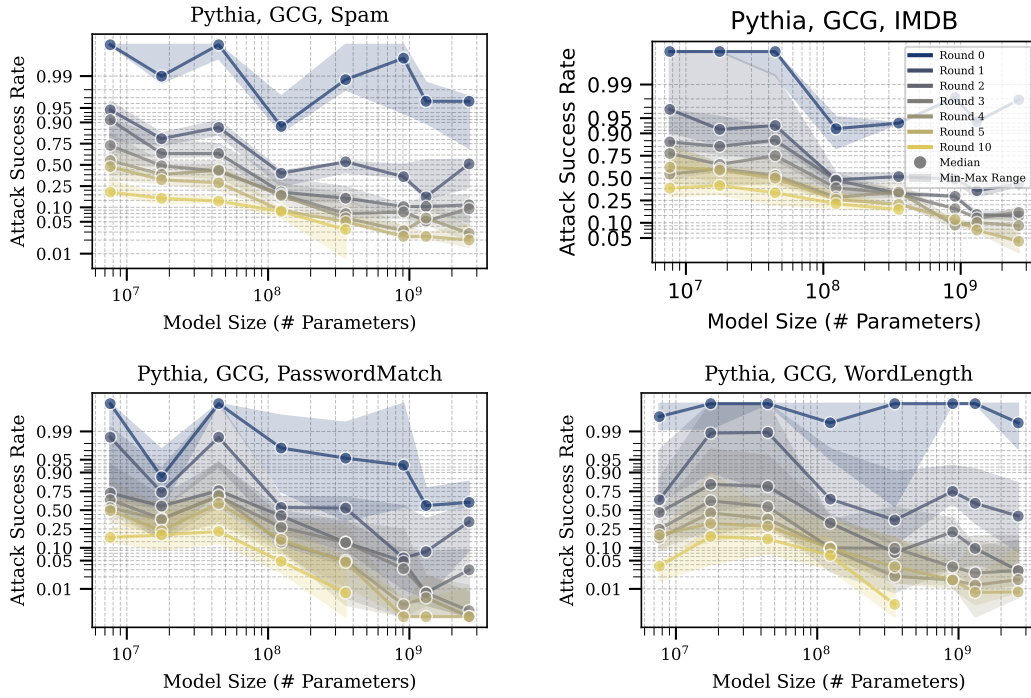 Pythia, GCG, Spam
Attack Success Rate
0.99
0.95
0.90
0.75
0.50
0.25
0.10
0.05
0.01
10^7
10^8
10^9
Model Size (# Parameters)
Pythia, GCG, IMDB
Attack Success Rate
0.99
0.95
0.90
0.75
0.50
0.25
0.10
0.05
10^7
10^8
10^9
Model Size (# Parameters)
Round 0
Round 1
Round 2
Round 3
Round 4
Round 5
Round 10
Median
Min-Max Range
Pythia, GCG, PasswordMatch
Attack Success Rate
0.99
0.95
0.90
0.75
0.50
0.25
0.10
0.05
0.01
10^7
10^8
10^9
Model Size (# Parameters)
Pythia, GCG, WordLength
Attack Success Rate
0.99
0.95
0.90
0.75
0.50
0.25
0.10
0.05
0.01
10^7
10^8
10^9
Model Size (# Parameters)